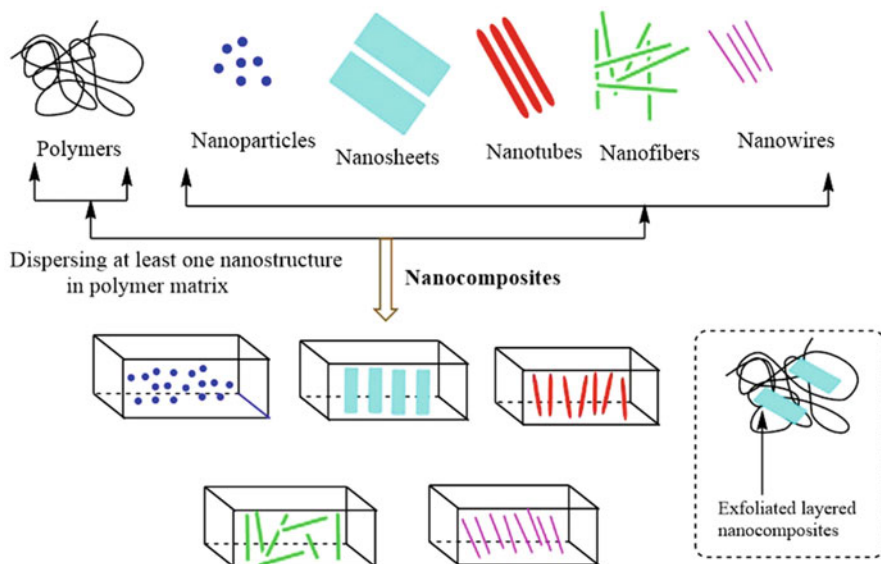 Polymers
Nanoparticles
Nanosheets
Nanotubes
Nanofibers
Nanowires
Dispersing at least one nanostructure
in polymer matrix
Nanocomposites
Exfoliated layered
nanocomposites